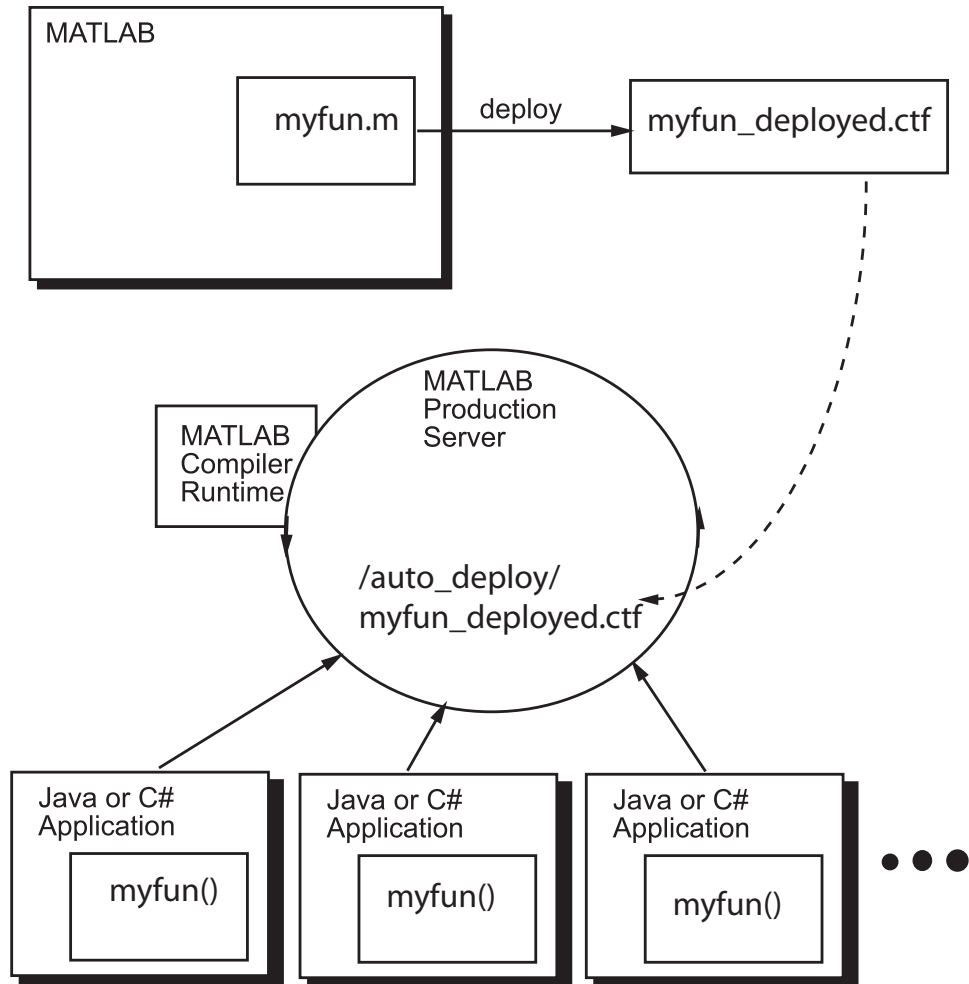 MATLAB
myfun.m
deploy
myfun_deployed.ctf
MATLAB
Production
Server
MATLAB
Compiler
Runtime
/auto_deploy/
myfun_deployed.ctf
Java or C#
Application
myfun()
Java or C#
Application
myfun()
Java or C#
Application
myfun()